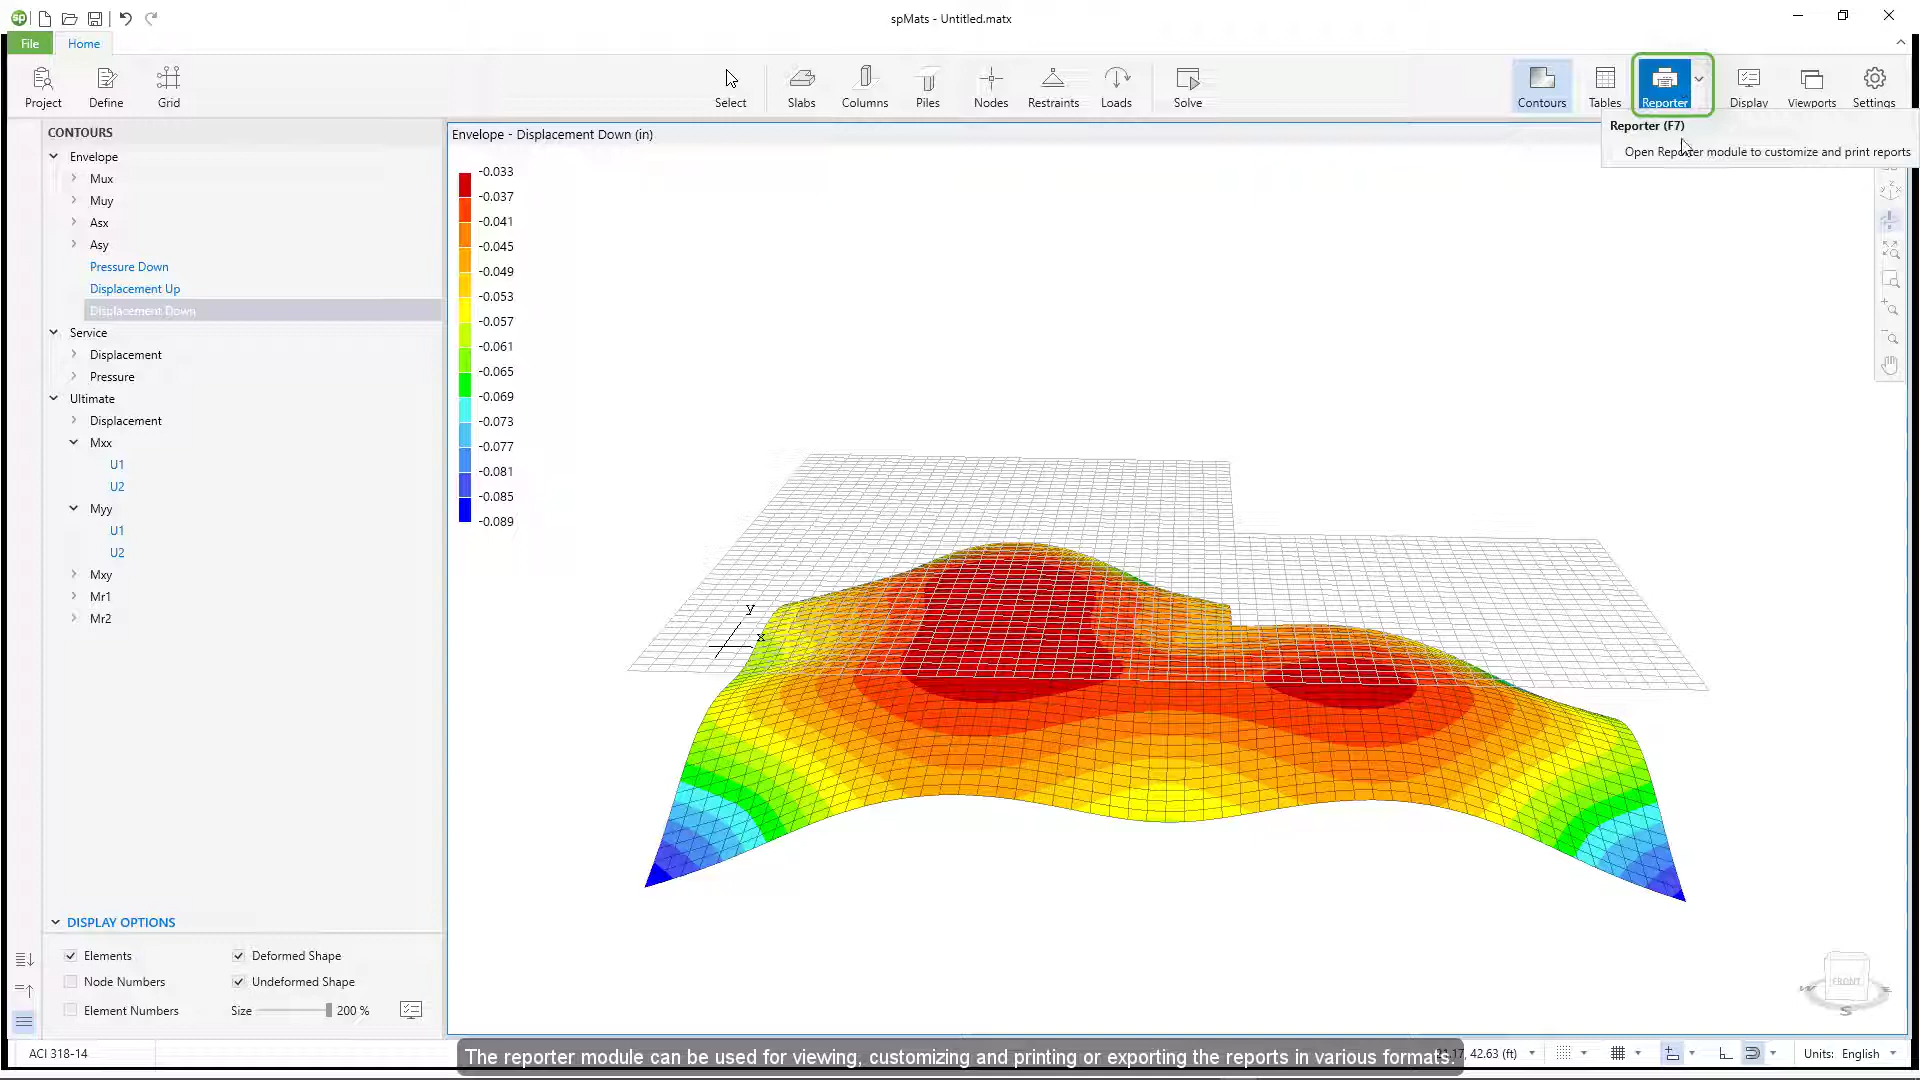 sp
spMats - Untitled.matx
File
Home
Project
Define
Grid
Select
Slabs
Columns
Piles
Nodes
Restraints
Loads
Solve
Contours
Tables
Reporter
Display
Viewports
Settings
Reporter (F7)
Open Reporter module to customize and print reports
CONTOURS
Envelope
Mux
Muy
Asx
Asy
Pressure Down
Displacement Up
Displacement Down
Service
Displacement
Pressure
Ultimate
Displacement
Mxx
U1
U2
Myy
U1
U2
Mxy
Mr1
Mr2
Envelope - Displacement Down (in)
-0.033
-0.037
-0.041
-0.045
-0.049
-0.053
-0.057
-0.061
-0.065
-0.069
-0.073
-0.077
-0.081
-0.085
-0.089
y
x
FRONT
W
E
S
DISPLAY OPTIONS
Elements
Deformed Shape
Node Numbers
Undeformed Shape
Element Numbers
Size
200 %
ACI 318-14
The reporter module can be used for viewing, customizing and printing or exporting the reports in various formats.
42.63 (ft)
Units: English